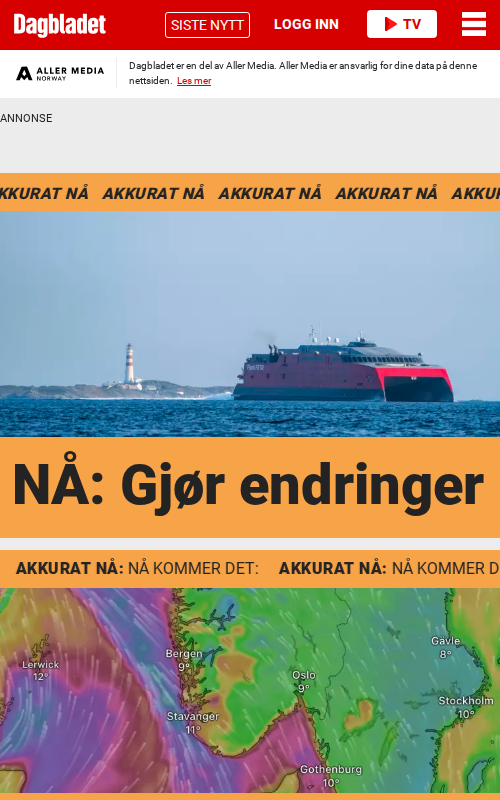 Dagbladet
SISTE NYTT
LOGG INN
TV
ALLER MEDIA
NORWAY
Dagbladet er en del av Aller Media. Aller Media er ansvarlig for dine data på denne
nettsiden. Les mer
ANNONSE
KKURAT NÅ AKKURAT NÅ AKKURAT NÅ AKKURAT NÅ AKKUR
NÅ: Gjør endringer
AKKURAT NÅ: NÅ KOMMER DET: AKKURAT NÅ: NÅ KOMMER D
Gävle
8°
Bergen
9°
Lerwick
12°
Oslo
9°
Stockholm
10°
Stavanger
11°
Gothenburg
10°